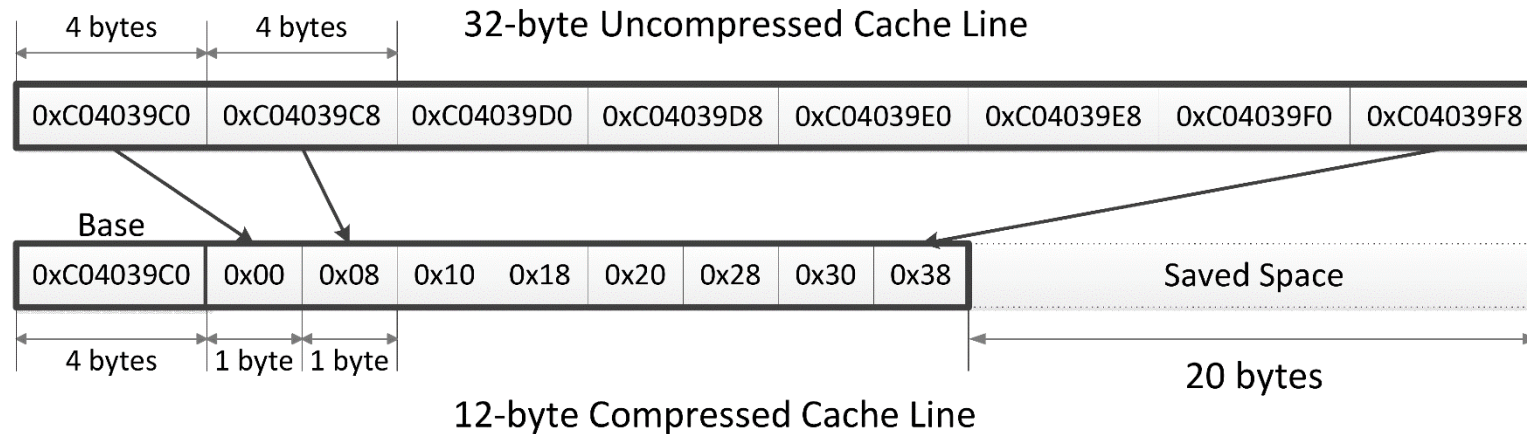 32-byte Uncompressed Cache Line
4 bytes 4 bytes
0xC04039C0 0xC04039C8 0xC04039D0 0xC04039D8 0xC04039E0 0xC04039E8 0xC04039F0 0xC04039F8
Base
0xC04039C0 0x00 0x08 0x10 0x18 0x20 0x28 0x30 0x38 Saved Space
4 bytes 1 byte 1 byte 20 bytes
12-byte Compressed Cache Line